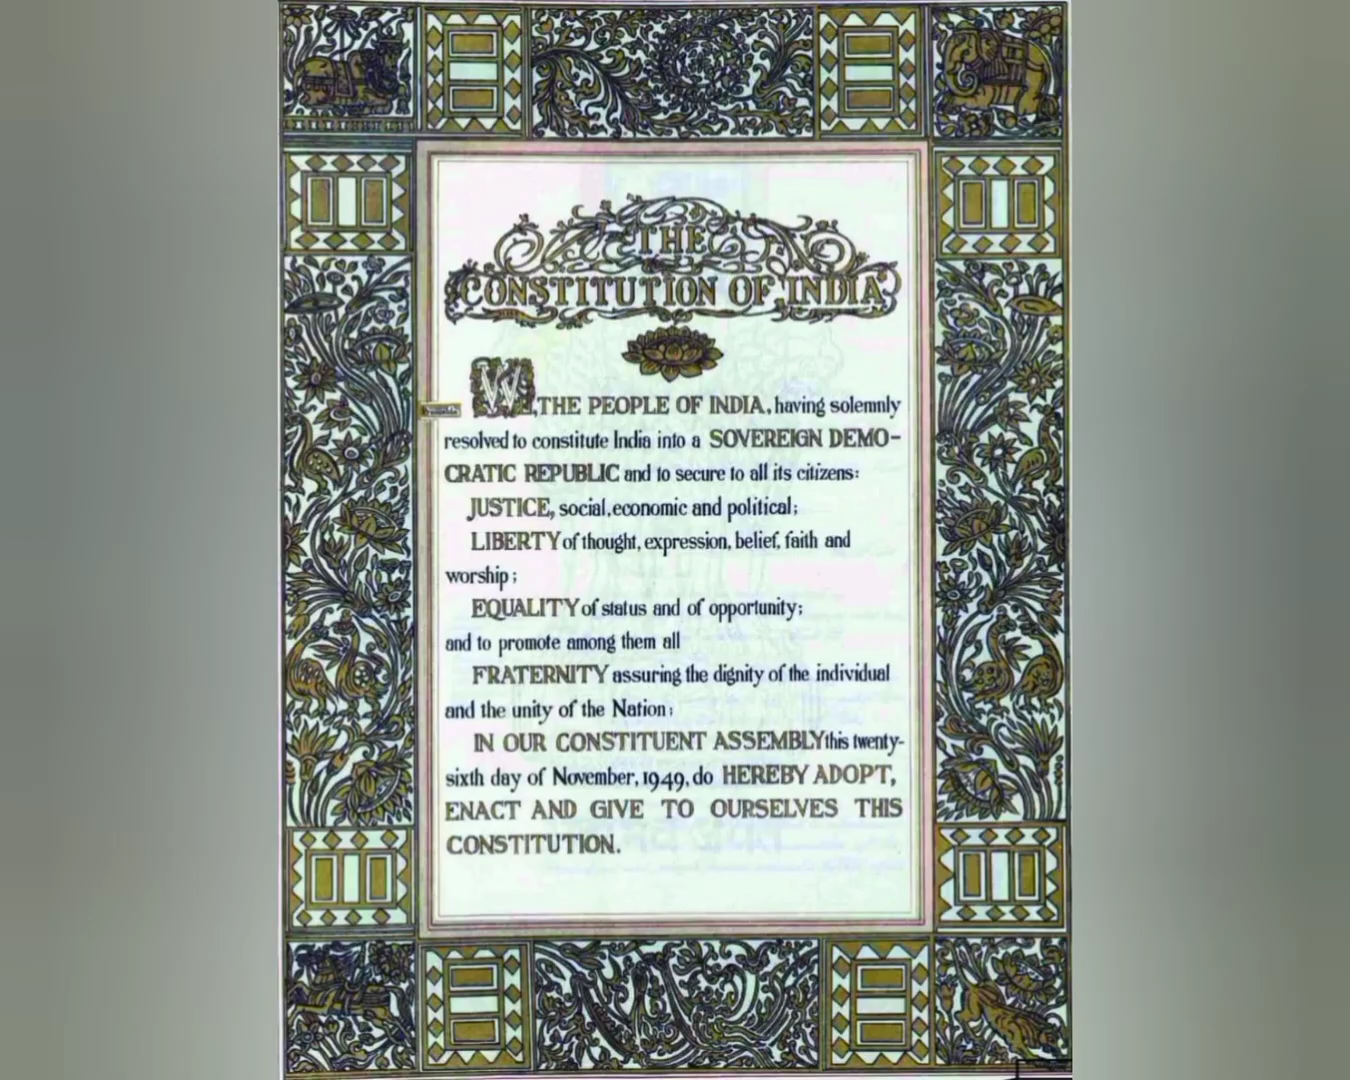 THE
CONSTITUTION OF INDIA
WE, THE PEOPLE OF INDIA, having solemnly
resolved to constitute India into a SOVEREIGN DEMO-
CRATIC REPUBLIC and to secure to all its citizens:
JUSTICE, social, economic and political;
LIBERTY of thought, expression, belief, faith and
worship;
EQUALITY of status and of opportunity;
and to promote among them all
FRATERNITY assuring the dignity of the individual
and the unity of the Nation;
IN OUR CONSTITUENT ASSEMBLY this twenty-
sixth day of November, 1949, do HEREBY ADOPT,
ENACT AND GIVE TO OURSELVES THIS
CONSTITUTION.